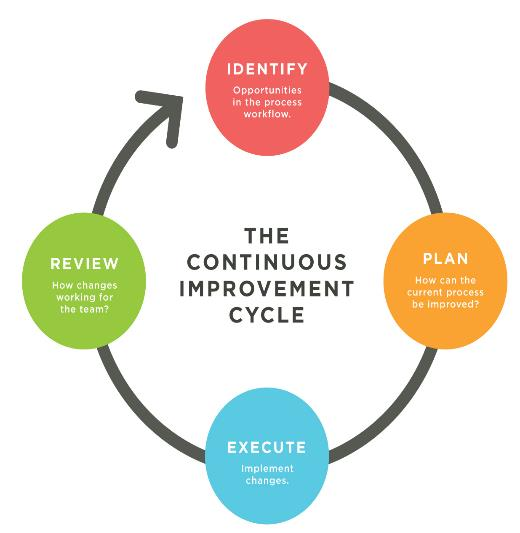 IDENTIFY
Opportunities
in the process
workflow.
THE
CONTINUOUS
IMPROVEMENT
CYCLE
PLAN
How can the
current process
be improved?
EXECUTE
Implement
changes.
REVIEW
How changes
working for
the team?